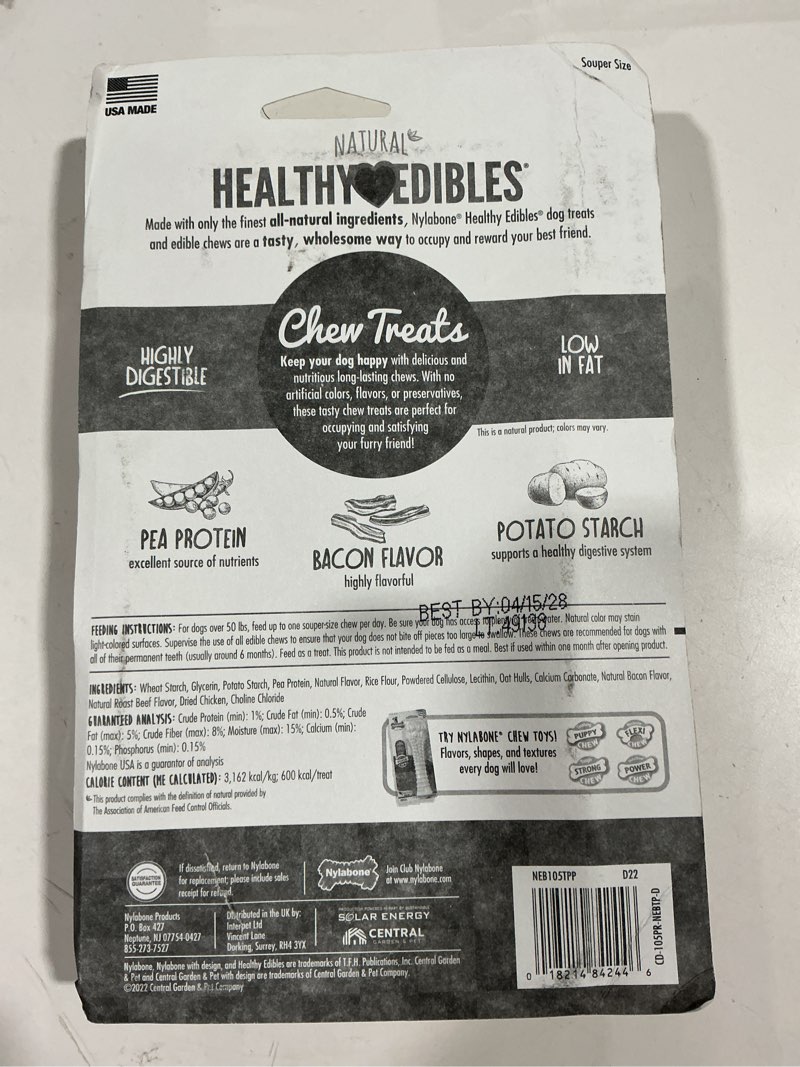 Souper Size
USA MADE
NATURAL
HEALTHY EDIBLES®
Made with only the finest all-natural ingredients, Nylabone® Healthy Edibles® dog treats
and edible chews are a tasty, wholesome way to occupy and reward your best friend.
HIGHLY
DIGESTIBLE
Chew Treats
Keep your dog happy with delicious and
nutritious long-lasting chews. With no
artificial colors, flavors, or preservatives,
these tasty chew treats are perfect for
occupying and satisfying
your furry friend!
LOW
IN FAT
This is a natural product; colors may vary.
PEA PROTEIN
excellent source of nutrients
BACON FLAVOR
highly flavorful
POTATO STARCH
supports a healthy digestive system
BEST BY:04/15/28
LT 49138
FEEDING INSTRUCTIONS: For dogs over 50 lbs, feed up to one souper-size chew per day. Be sure your dog has access to plenty of water. Natural color may stain
light-colored surfaces. Supervise the use of all edible chews to ensure that your dog does not bite off pieces too large to swallow. These chews are recommended for dogs with
all of their permanent teeth (usually around 6 months). Feed as a treat. This product is not intended to be fed as a meal. Best if used within one month after opening product.
INGREDIENTS: Wheat Starch, Glycerin, Potato Starch, Pea Protein, Natural Flavor, Rice Flour, Powdered Cellulose, Lecithin, Oat Hulls, Calcium Carbonate, Natural Bacon Flavor,
Natural Roast Beef Flavor, Dried Chicken, Choline Chloride
GUARANTEED ANALYSIS: Crude Protein (min): 1%; Crude Fat (min): 0.5%; Crude
Fat (max): 5%; Crude Fiber (max): 8%; Moisture (max): 15%; Calcium (min):
0.15%; Phosphorus (min): 0.15%
Nylabone USA is a guarantor of analysis
CALORIE CONTENT (ME CALCULATED): 3,162 kcal/kg; 600 kcal/treat
This product complies with the definition of natural provided by
The Association of American Feed Control Officials.
TRY NYLABONE® CHEW TOYS!
Flavors, shapes, and textures
every dog will love!
PUPPY CHEW
FLEXI CHEW
STRONG CHEW
POWER CHEW
SATISFACTION
GUARANTEE
If dissatisfied, return to Nylabone
for replacement; please include sales
receipt for refund.
Nylabone
Join Club Nylabone
at www.nylabone.com
Nylabone Products
P.O. Box 427
Neptune, NJ 07754-0427
855-273-7527
Distributed in the UK by:
Interpet Ltd
Vincent Lane
Dorking, Surrey, RH4 3YX
PRODUCTION POWERED IN PART BY SUSTAINABLE
SOLAR ENERGY
CENTRAL
GARDEN & PET
Nylabone, Nylabone with design, and Healthy Edibles are trademarks of T.F.H. Publications, Inc. Central Garden
& Pet and Central Garden & Pet with design are trademarks of Central Garden & Pet Company.
©2022 Central Garden & Pet Company
NEB105TPP D22
0 18214 84244 6
CD-105PR-NEBTP-D